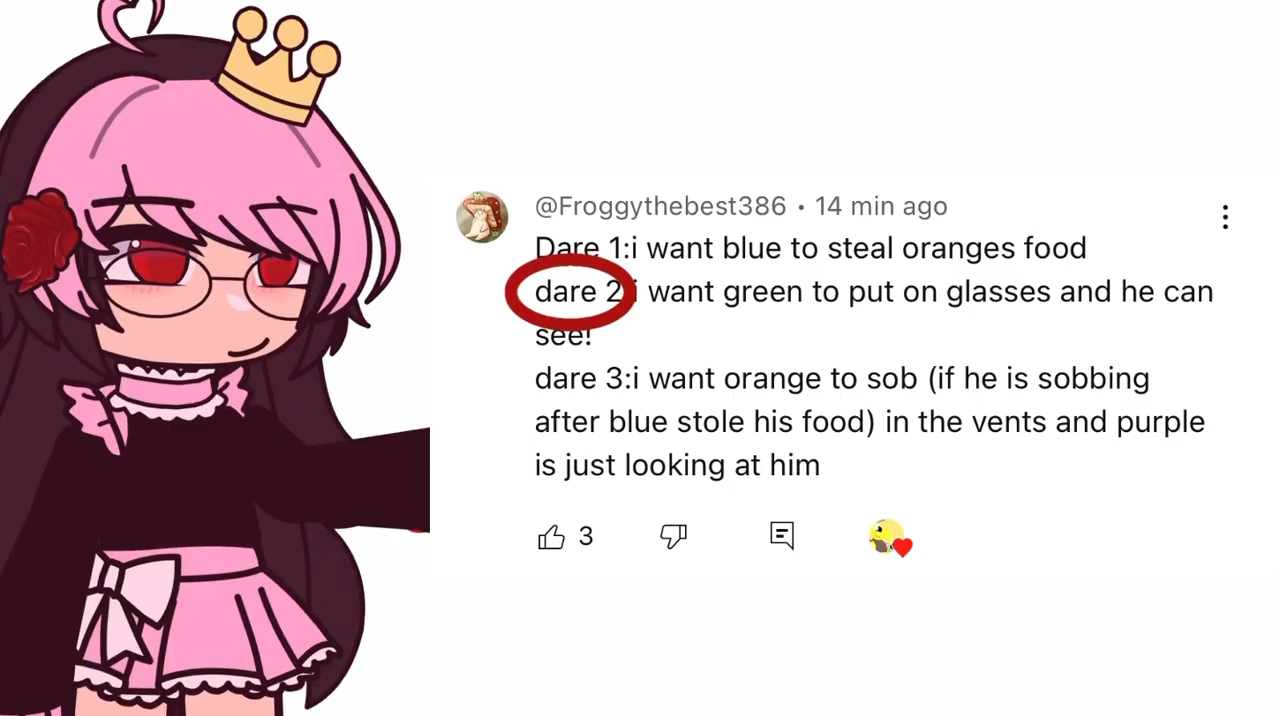 @Froggythebest386 • 14 min ago
Dare 1:i want blue to steal oranges food
dare 2 i want green to put on glasses and he can
see!
dare 3:i want orange to sob (if he is sobbing
after blue stole his food) in the vents and purple
is just looking at him
3